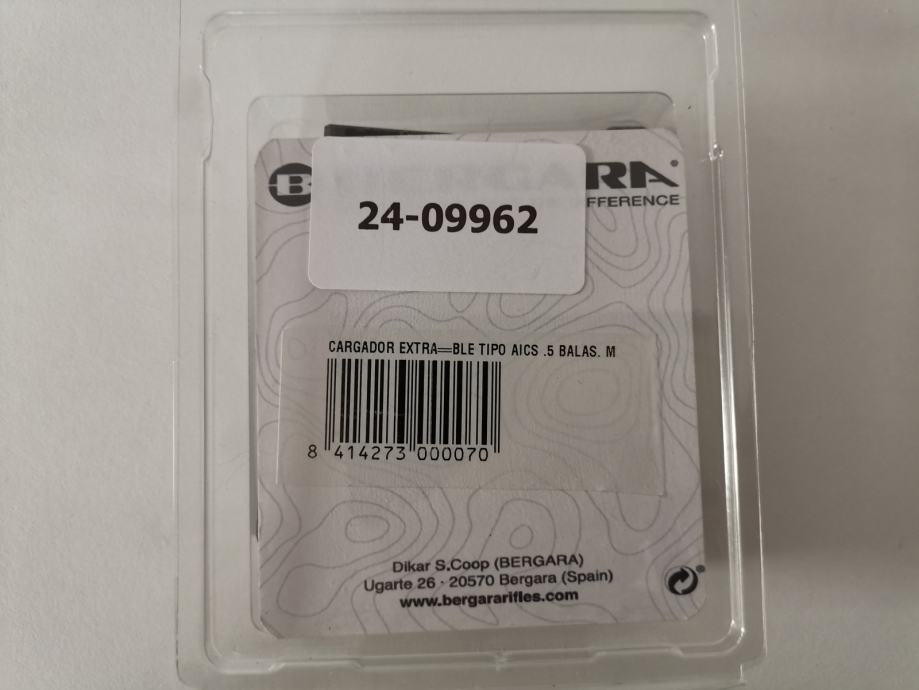 B
RA
FFERENCE
24-09962
CARGADOR EXTRA=BLE TIPO AICS .5 BALAS. M
8 414273 000070
Dikar S.Coop (BERGARA)
Ugarte 26 · 20570 Bergara (Spain)
www.bergararifles.com